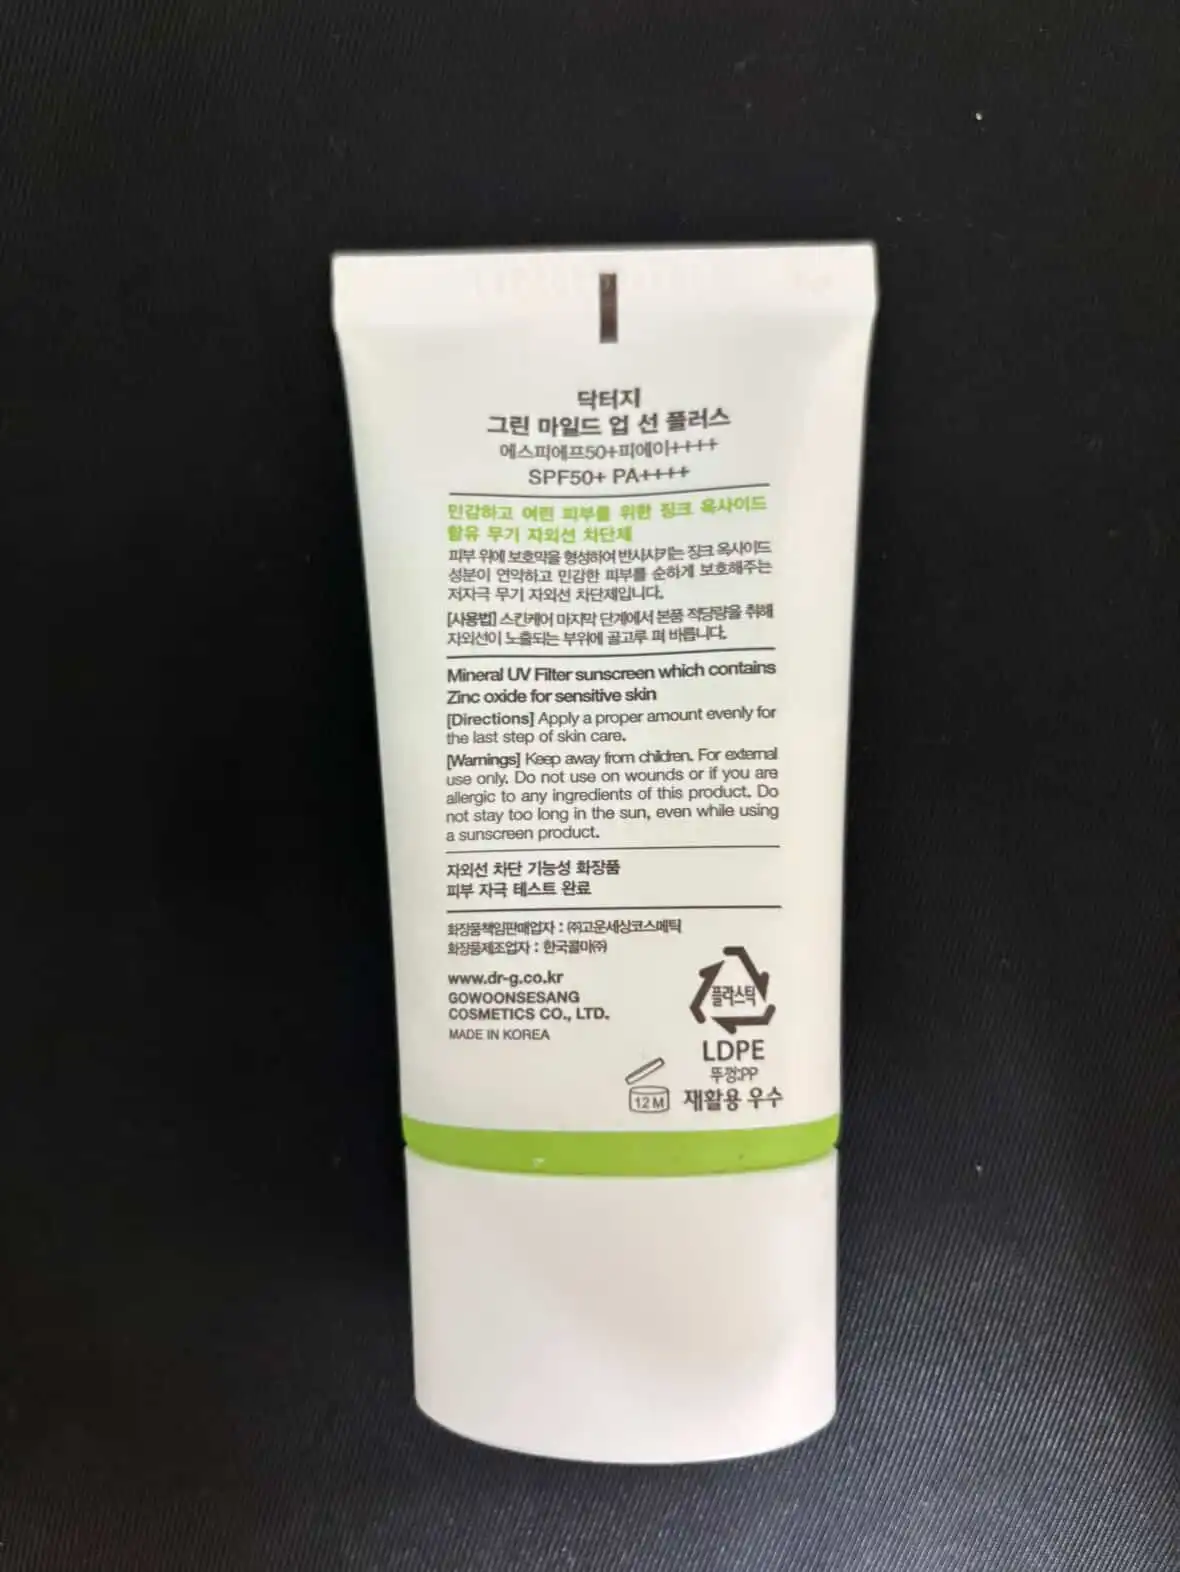 닥터지
그린 마일드 업 선 플러스
에스피에프50+피에이++++
SPF50+ PA++++
민감하고 여린 피부를 위한 징크 옥사이드
함유 무기 자외선 차단제
피부 위에 보호막을 형성하여 반사시키는 징크 옥사이드
성분이 연약하고 민감한 피부를 순하게 보호해주는
저자극 무기 자외선 차단제입니다.
[사용법] 스킨케어 마지막 단계에서 본품 적당량을 취해
자외선이 노출되는 부위에 골고루 펴 바릅니다.
Mineral UV Filter sunscreen which contains
Zinc oxide for sensitive skin
[Directions] Apply a proper amount evenly for
the last step of skin care.
[Warnings] Keep away from children. For external
use only. Do not use on wounds or if you are
allergic to any ingredients of this product. Do
not stay too long in the sun, even while using
a sunscreen product.
자외선 차단 기능성 화장품
피부 자극 테스트 완료
화장품책임판매업자 : ㈜고운세상코스메틱
화장품제조업자 : 한국콜마㈜
www.dr-g.co.kr
GOWOONSESANG
COSMETICS CO., LTD.
MADE IN KOREA
플라스틱
LDPE
뚜껑:PP
12M
재활용 우수